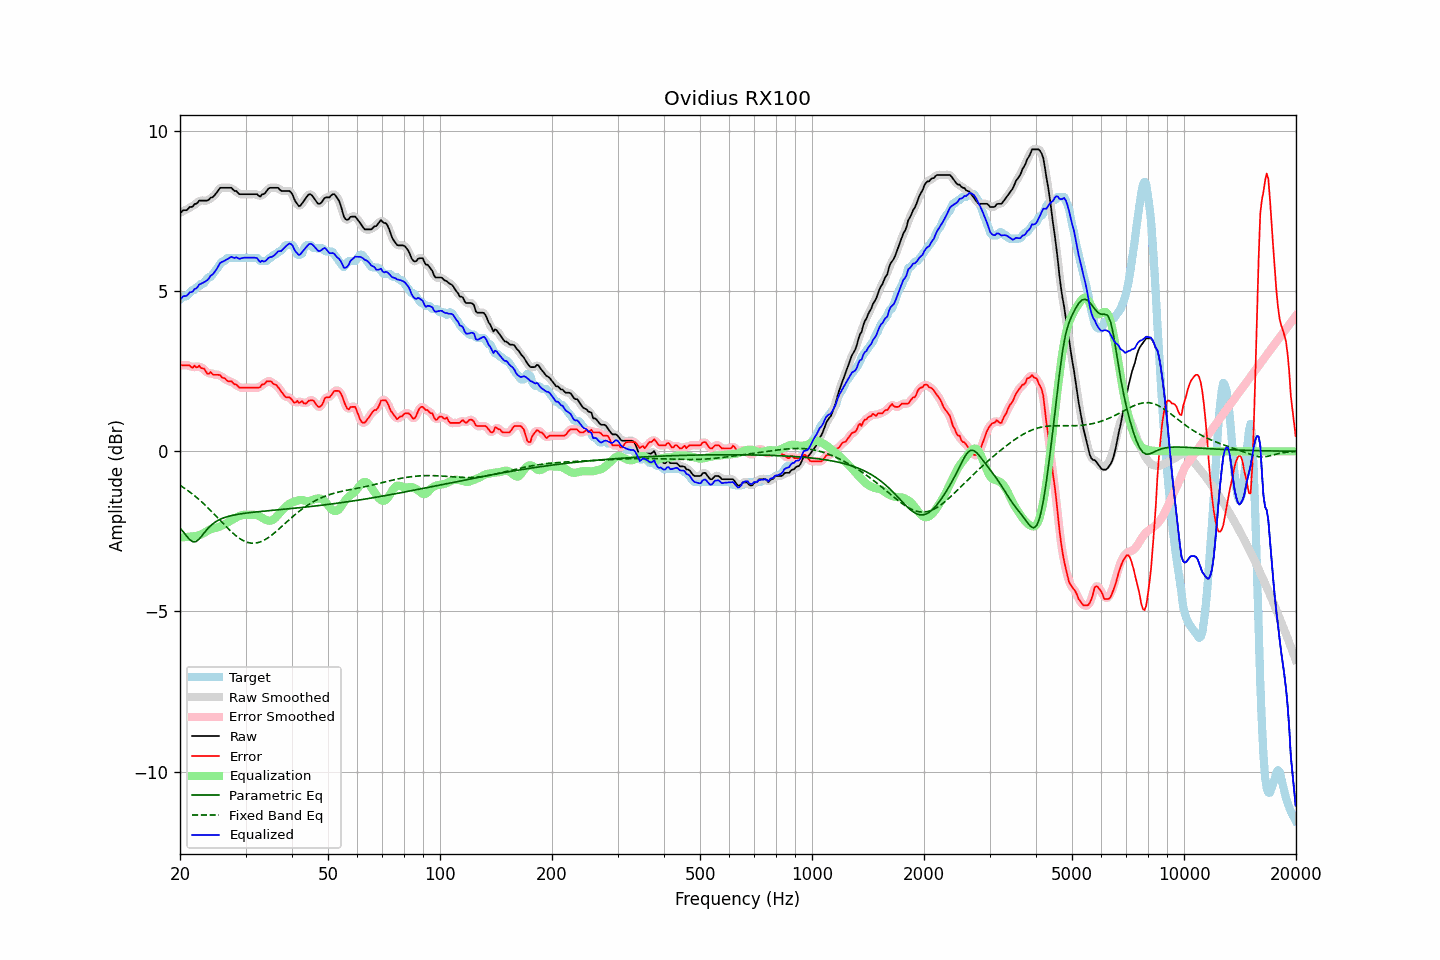 Ovidius RX100
Amplitude (dBr)
10
5
0
−5
−10
Target
Raw Smoothed
Error Smoothed
Raw
Error
Equalization
Parametric Eq
Fixed Band Eq
Equalized
20 50 100 200 500 1000 2000 5000 10000 20000
Frequency (Hz)